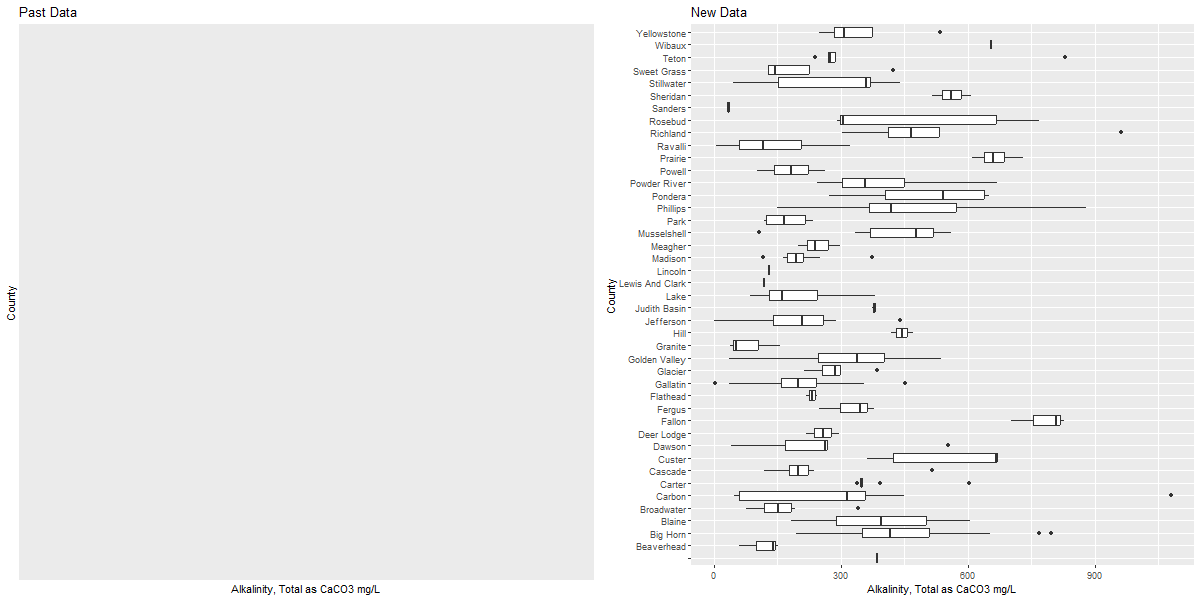 Past Data
County
Alkalinity, Total as CaCO3 mg/L
New Data
County
Yellowstone
Wibaux
Teton
Sweet Grass
Stillwater
Sheridan
Sanders
Rosebud
Richland
Ravalli
Prairie
Powell
Powder River
Pondera
Phillips
Park
Musselshell
Meagher
Madison
Lincoln
Lewis And Clark
Lake
Judith Basin
Jefferson
Hill
Granite
Golden Valley
Glacier
Gallatin
Flathead
Fergus
Fallon
Deer Lodge
Dawson
Custer
Cascade
Carter
Carbon
Broadwater
Blaine
Big Horn
Beaverhead
0 300 600 900
Alkalinity, Total as CaCO3 mg/L